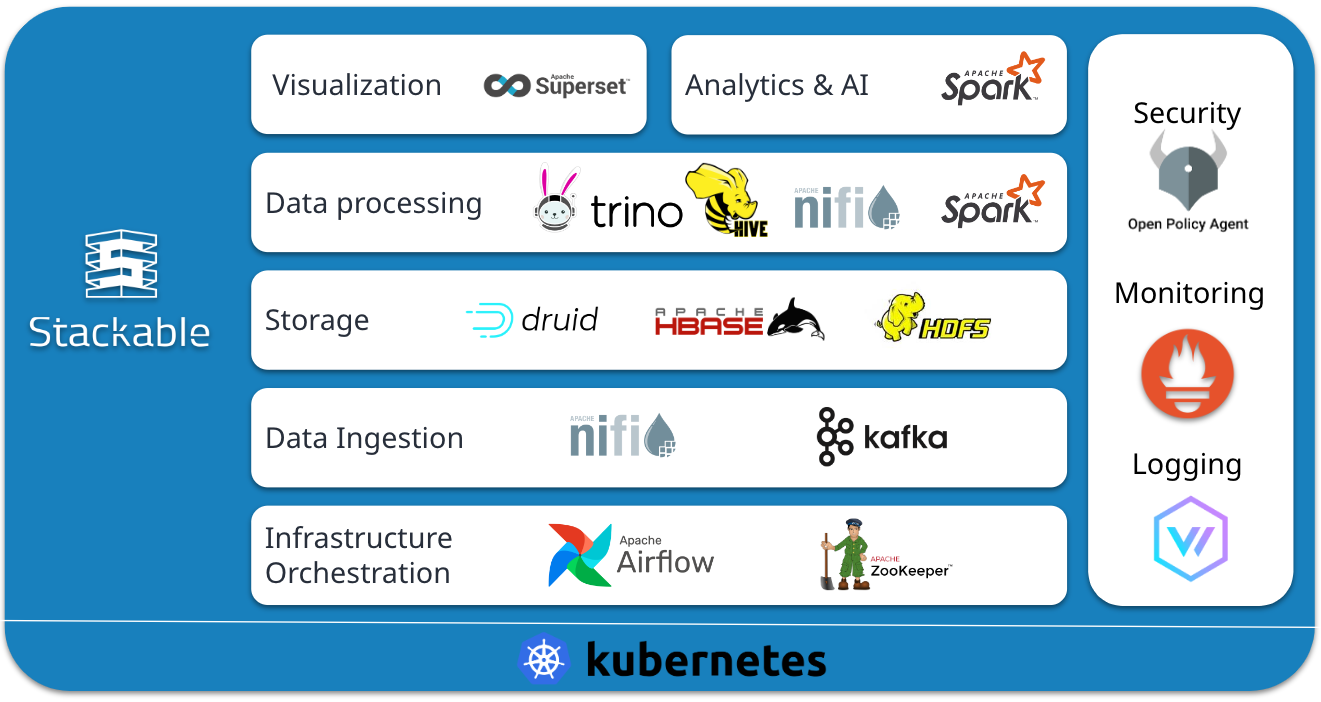 Stackable
Visualization
Apache
Superset™
Analytics & AI
APACHE
Spark™
Data processing
trino
HIVE
APACHE
nifi
APACHE
Spark™
Storage
druid
APACHE
HBASE
HDFS
Data Ingestion
APACHE
nifi
kafka
Infrastructure
Orchestration
Apache
Airflow
APACHE
ZooKeeper™
Security
Open Policy Agent
Monitoring
Logging
kubernetes